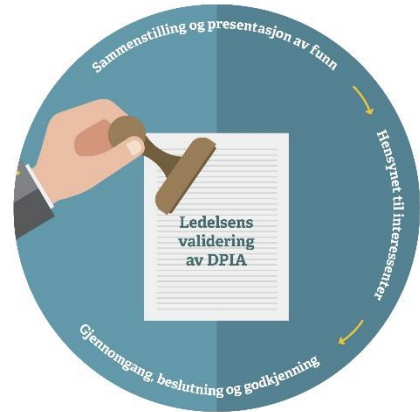 Sammenstilling og presentasjon av funn
Hensynet til interessenter
Ledelsens
validering
av DPIA
Gjennomgang, beslutning og godkjenning